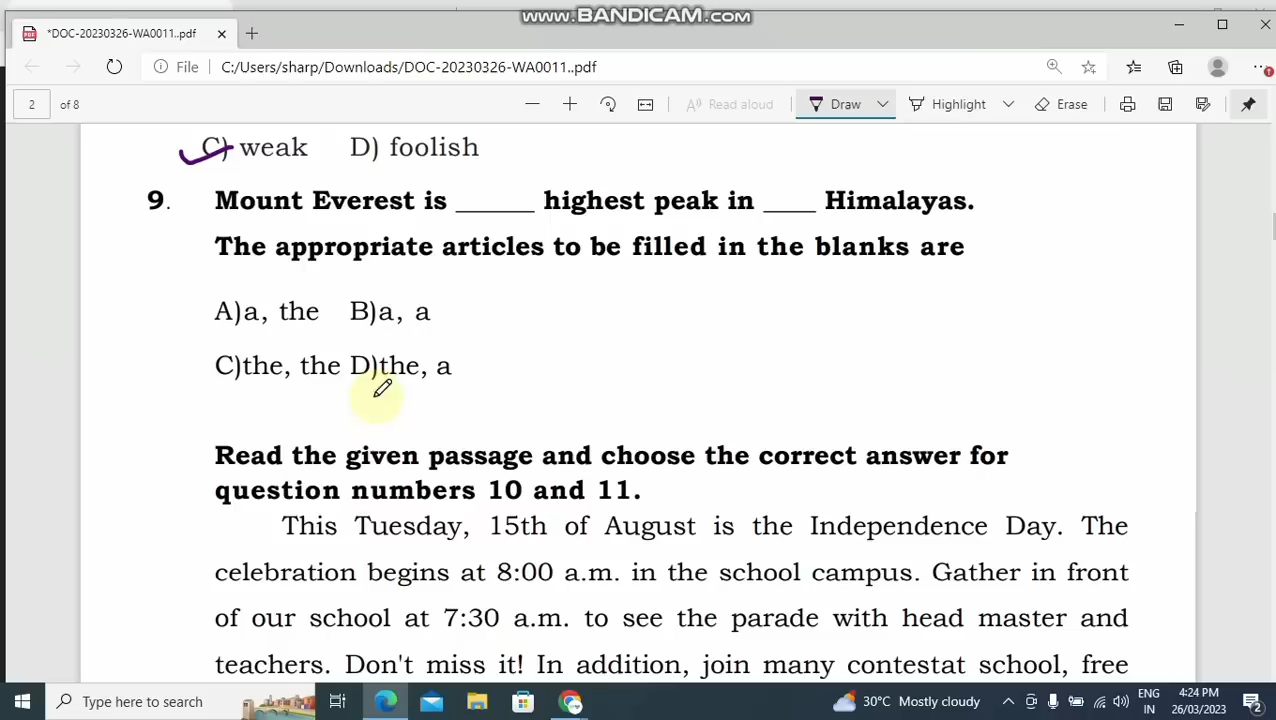 www.BANDICAM.com
*DOC-20230326-WA0011..pdf
File C:/Users/sharp/Downloads/DOC-20230326-WA0011..pdf
2 of 8 Read aloud Draw Highlight Erase
C) weak D) foolish
9. Mount Everest is ______ highest peak in ____ Himalayas.
The appropriate articles to be filled in the blanks are
A)a, the B)a, a
C)the, the D)the, a
Read the given passage and choose the correct answer for
question numbers 10 and 11.
This Tuesday, 15th of August is the Independence Day. The
celebration begins at 8:00 a.m. in the school campus. Gather in front
of our school at 7:30 a.m. to see the parade with head master and
teachers. Don't miss it! In addition, join many contestat school, free
Type here to search 30°C Mostly cloudy ENG 4:24 PM
IN 26/03/2023 2